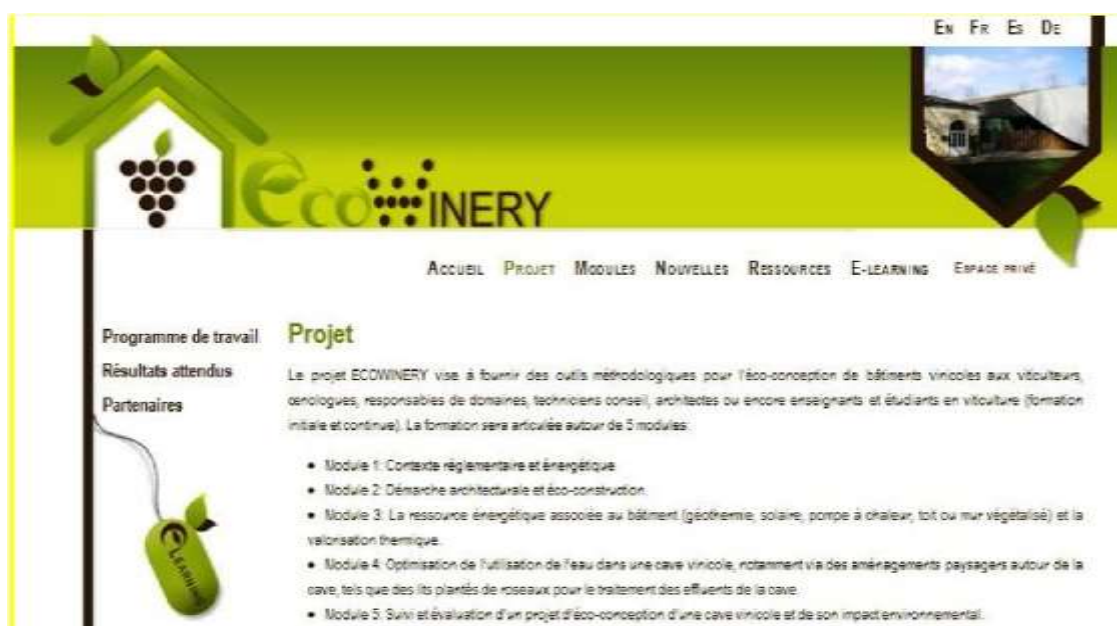 En Fr Es De
EcoWINERY
Accueil Projet Modules Nouvelles Ressources E-learning Espace privé
Programme de travail
Résultats attendus
Partenaires
E LEARNING
Projet
Le projet ECOWINERY vise à fournir des outils méthodologiques pour l'éco-conception de bâtiments vinicoles aux viticulteurs,
œnologues, responsables de domaines, techniciens conseil, architectes ou encore enseignants et étudiants en viticulture (formation
initiale et continue). La formation sera articulée autour de 5 modules:
• Module 1: Contexte réglementaire et énergétique
• Module 2: Démarche architecturale et éco-construction.
• Module 3: La ressource énergétique associée au bâtiment (géothermie, solaire, pompe à chaleur, toit ou mur végétalisé) et la
valorisation thermique.
• Module 4: Optimisation de l'utilisation de l'eau dans une cave vinicole, notamment via des aménagements paysagers autour de la
cave, tels que des lits plantés de roseaux pour le traitement des effluents de la cave.
• Module 5: Suivi et évaluation d'un projet d'éco-conception d'une cave vinicole et de son impact environnemental.